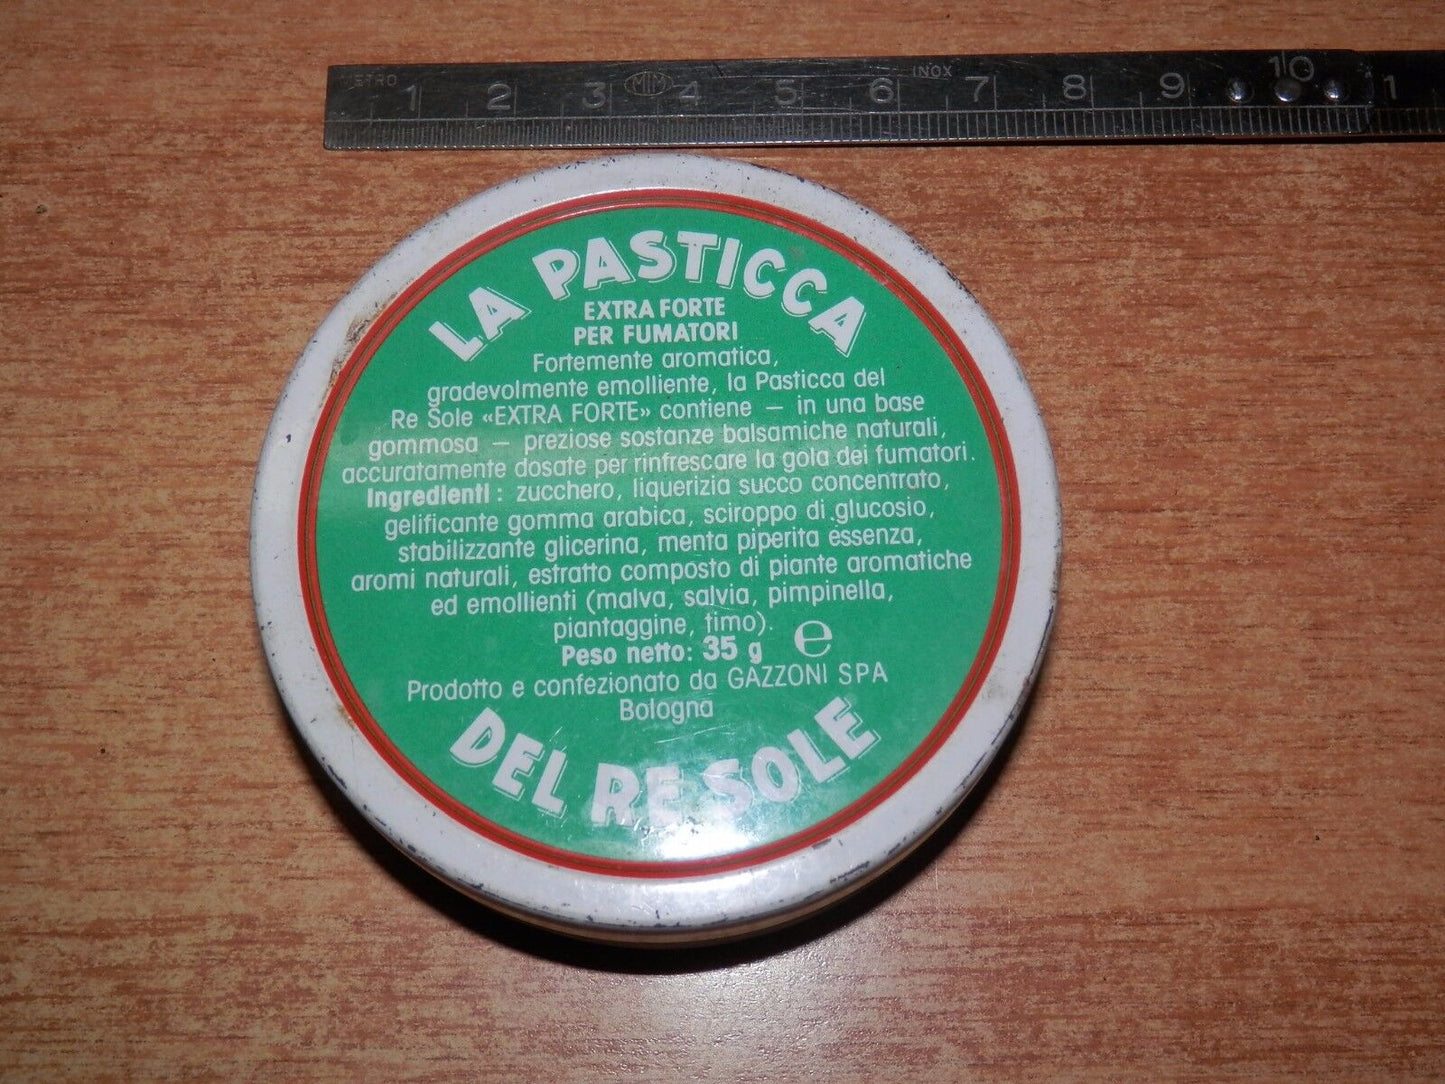 METRO 1 2 3 MIM 4 5 6 INOX 7 8 9 10 1
LA PASTICCA
EXTRA FORTE
PER FUMATORI
Fortemente aromatica,
gradevolmente emolliente, la Pasticca del
Re Sole «EXTRA FORTE» contiene — in una base
gommosa — preziose sostanze balsamiche naturali,
accuratamente dosate per rinfrescare la gola dei fumatori.
Ingredienti : zucchero, liquerizia succo concentrato,
gelificante gomma arabica, sciroppo di glucosio,
stabilizzante glicerina, menta piperita essenza,
aromi naturali, estratto composto di piante aromatiche
ed emollienti (malva, salvia, pimpinella,
piantaggine, timo).
Peso netto: 35 g ℮
Prodotto e confezionato da GAZZONI SPA
Bologna
DEL RE SOLE